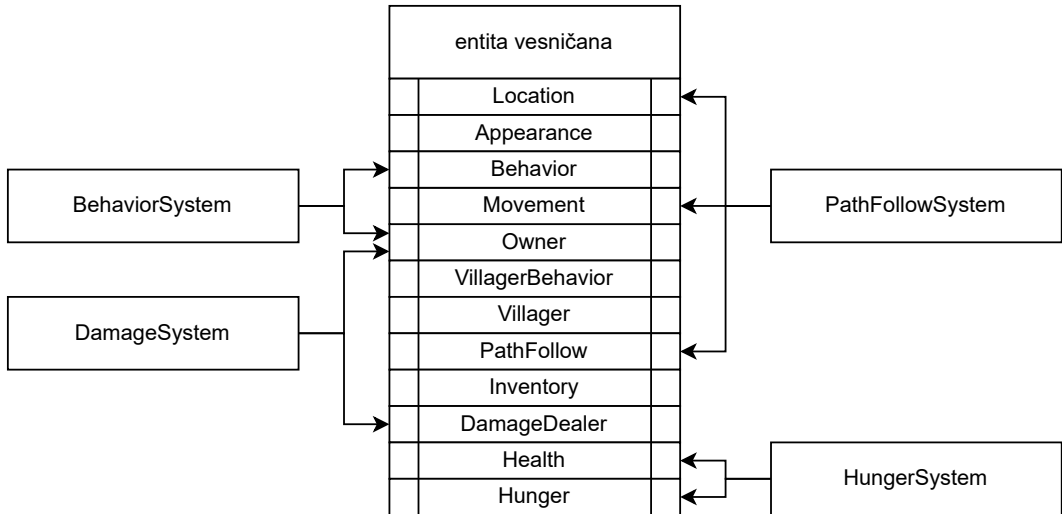 entita vesničana
Location
Appearance
Behavior
Movement
Owner
VillagerBehavior
Villager
PathFollow
Inventory
DamageDealer
Health
Hunger
BehaviorSystem
DamageSystem
PathFollowSystem
HungerSystem